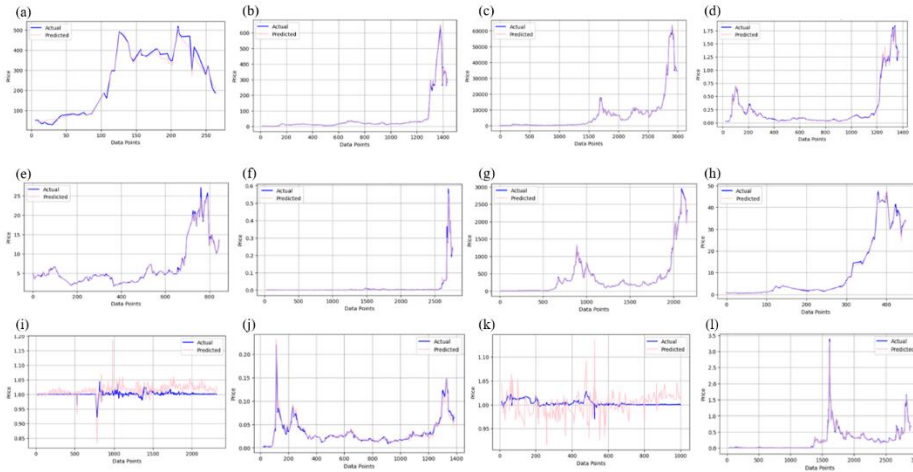 (a) (b) (c) (d)
Actual
Predicted
Price
500
400
300
200
100
0 50 100 150 200 250
Data Points
Actual
Predicted
Price
600
500
400
300
200
100
0
0 200 400 600 800 1000 1200 1400
Data Points
Actual
Predicted
Price
60000
50000
40000
30000
20000
10000
0
0 500 1000 1500 2000 2500 3000
Data Points
Actual
Predicted
Price
1.75
1.50
1.25
1.00
0.75
0.50
0.25
0.00
0 200 400 600 800 1000 1200 1400
Data Points
(e) (f) (g) (h)
Actual
Predicted
Price
25
20
15
10
5
0
0 200 400 600 800
Data Points
Actual
Predicted
Price
0.6
0.5
0.4
0.3
0.2
0.1
0.0
0 500 1000 1500 2000 2500
Data Points
Actual
Predicted
Price
3000
2500
2000
1500
1000
500
0
0 500 1000 1500 2000
Data Points
Actual
Predicted
Price
50
40
30
20
10
0
0 100 200 300 400
Data Points
(i) (j) (k) (l)
Actual
Predicted
Price
1.20
1.15
1.10
1.05
1.00
0.95
0.90
0.85
0 500 1000 1500 2000
Data Points
Actual
Predicted
Price
0.20
0.15
0.10
0.05
0.00
0 200 400 600 800 1000 1200 1400
Data Points
Actual
Predicted
Price
1.10
1.05
1.00
0.95
0 200 400 600 800 1000
Data Points
Actual
Predicted
Price
3.5
3.0
2.5
2.0
1.5
1.0
0.5
0.0
0 500 1000 1500 2000 2500
Data Points